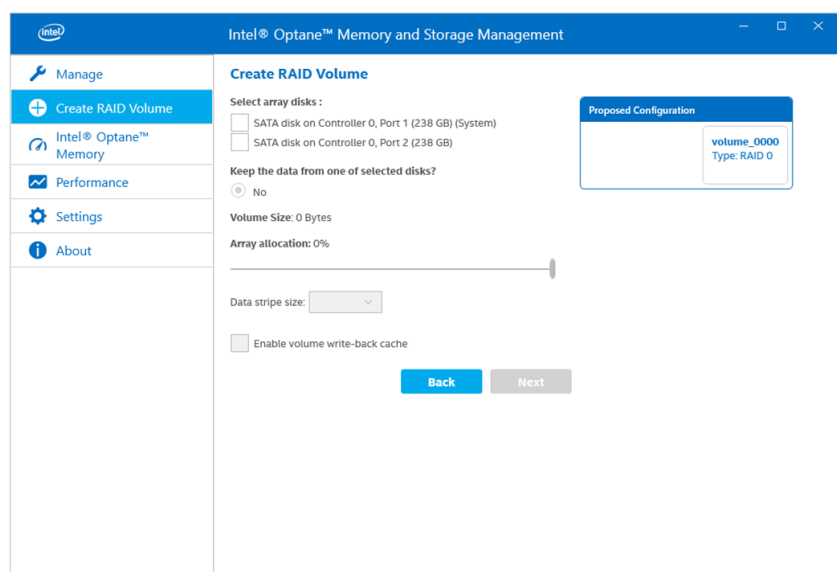 intel
Intel® Optane™ Memory and Storage Management
Manage
Create RAID Volume
Intel® Optane™
Memory
Performance
Settings
About
Create RAID Volume
Select array disks :
SATA disk on Controller 0, Port 1 (238 GB) (System)
SATA disk on Controller 0, Port 2 (238 GB)
Keep the data from one of selected disks?
No
Volume Size: 0 Bytes
Array allocation: 0%
Data stripe size:
Enable volume write-back cache
Back
Next
Proposed Configuration
volume_0000
Type: RAID 0